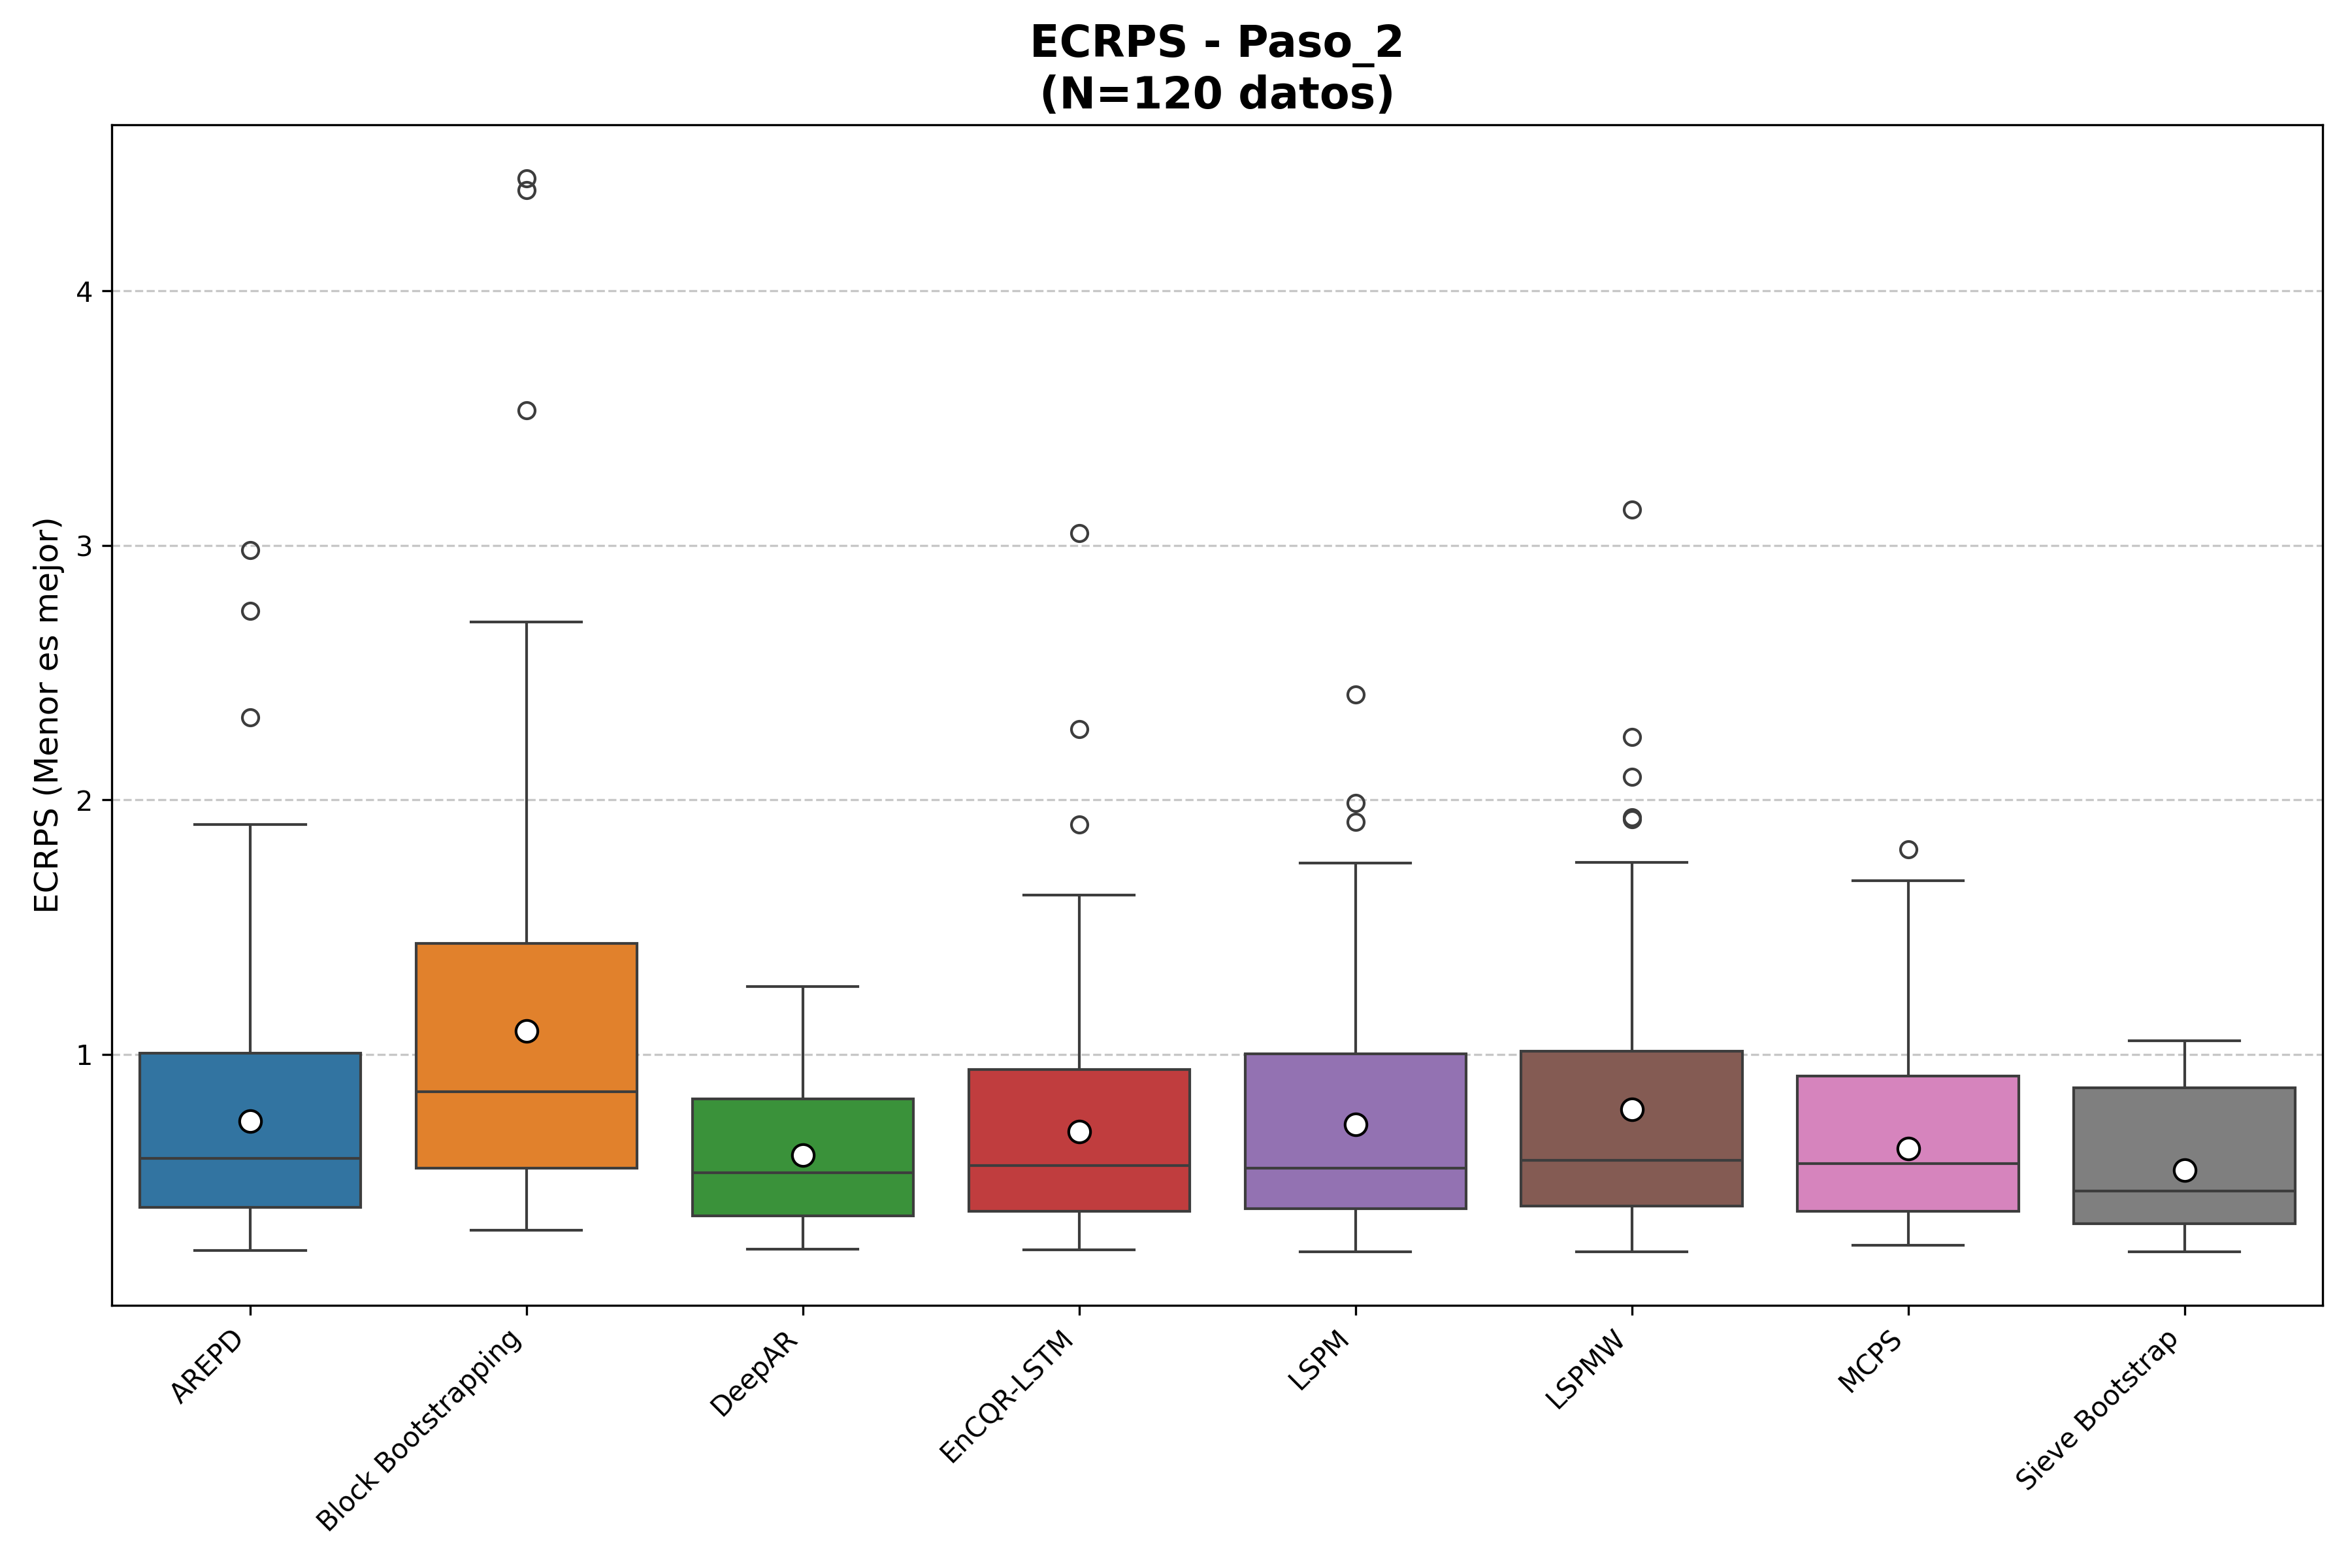 ECRPS - Paso_2
(N=120 datos)
ECRPS (Menor es mejor)
4
3
2
1
AREPD
Block Bootstrapping
DeepAR
EnCQR-LSTM
LSPM
LSPMW
MCPS
Sieve Bootstrap